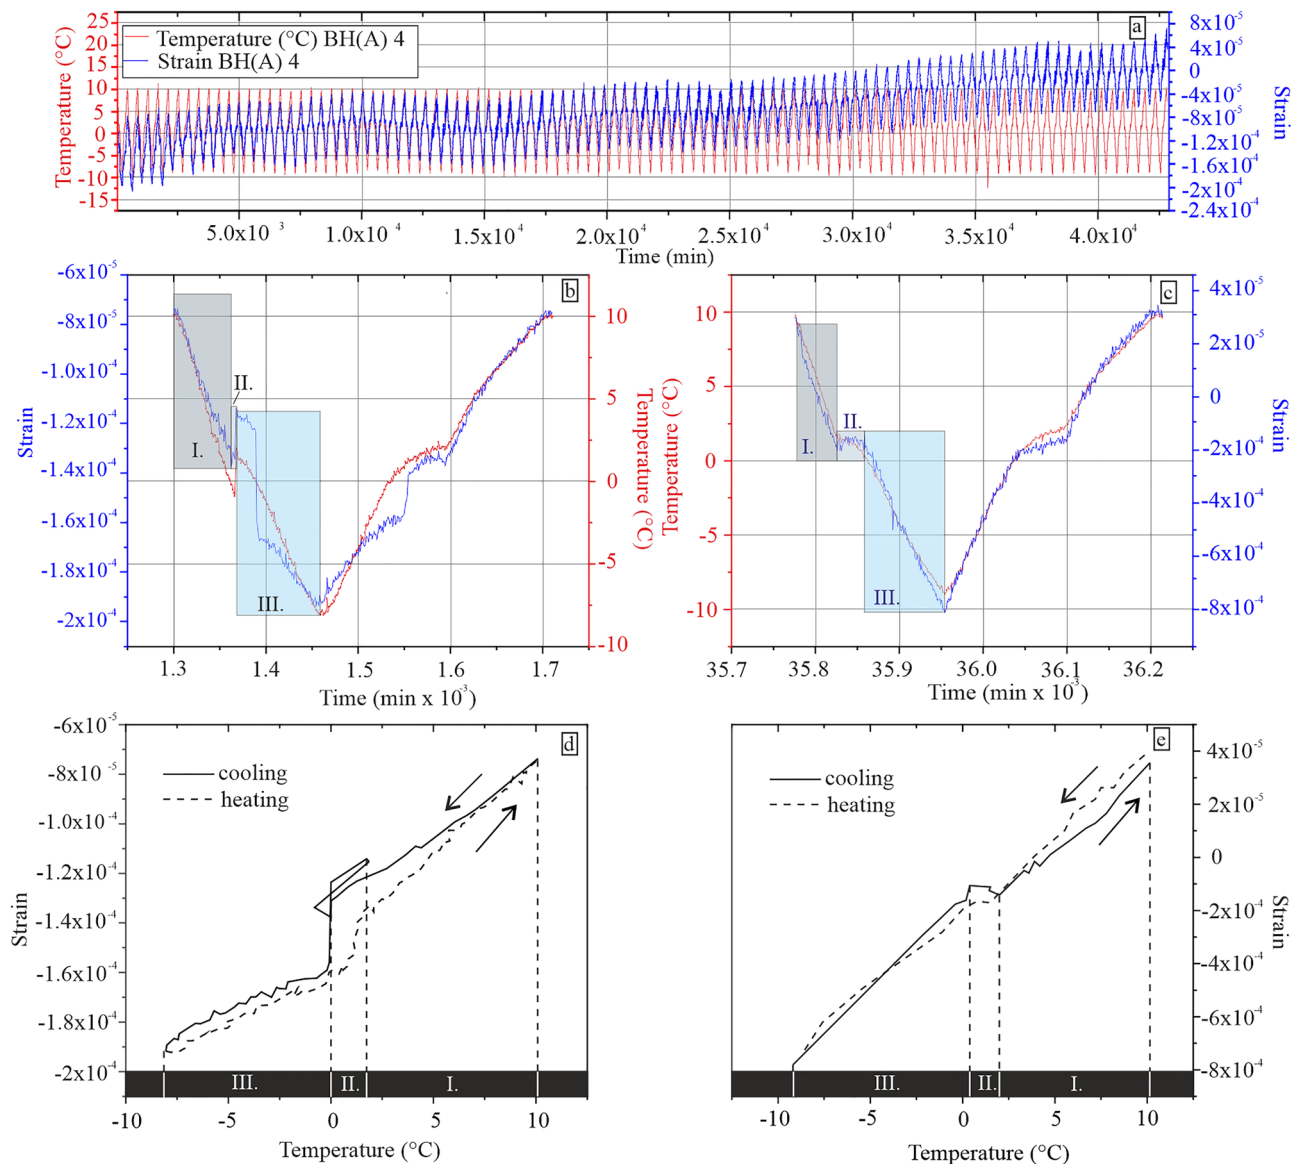 a
Temperature (°C) BH(A) 4
Strain BH(A) 4
Temperature (°C)
25
20
15
10
5
0
-5
-10
-15
8x10-5
4x10-5
0
-4x10-5
-8x10-5
-1.2x10-4
-1.6x10-4
-2x10-4
-2.4x10-4
Strain
5.0x10 3
1.0x10 4
1.5x10 4
2.0x10 4
2.5x10 4
3.0x10 4
3.5x10 4
4.0x10 4
Time (min)
b
Strain
-6x10-5
-8x10-5
-1.0x10-4
-1.2x10-4
-1.4x10-4
-1.6x10-4
-1.8x10-4
-2x10-4
I.
II.
III.
10
5
0
-5
-10
Temperature (°C)
1.3
1.4
1.5
1.6
1.7
Time (min x 10-3)
c
Temperature (°C)
10
5
0
-5
-10
I.
II.
III.
4x10-5
2x10-5
0
-2x10-4
-4x10-4
-6x10-4
-8x10-4
Strain
35.7
35.8
35.9
36.0
36.1
36.2
Time (min x 10-3)
d
cooling
heating
Strain
-6x10-5
-8x10-5
-1.0x10-4
-1.2x10-4
-1.4x10-4
-1.6x10-4
-1.8x10-4
-2x10-4
III.
II.
I.
-10
-5
0
5
10
Temperature (°C)
e
cooling
heating
4x10-5
2x10-5
0
-2x10-4
-4x10-4
-6x10-4
-8x10-4
Strain
III.
II.
I.
-10
-5
0
5
10
Temperature (°C)